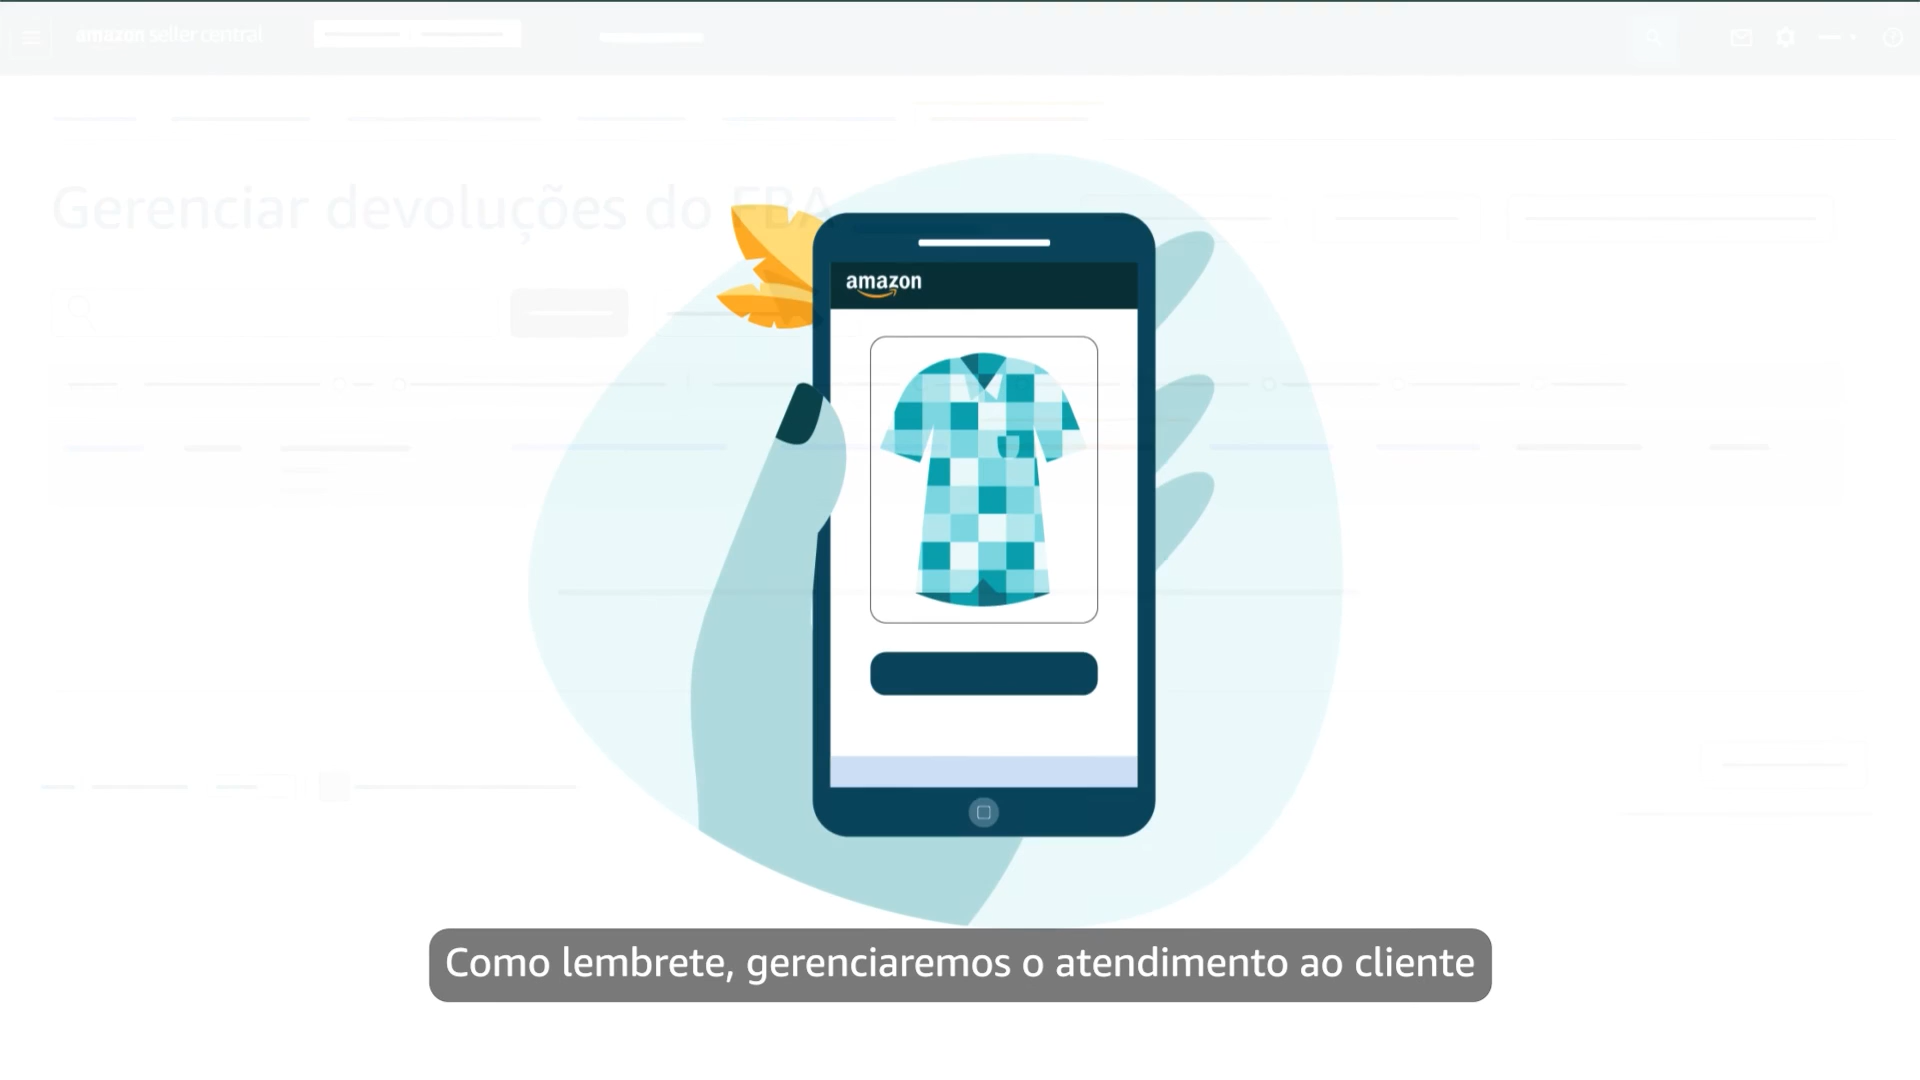 amazon seller central
Gerenciar devoluções do FBA
amazon
Como lembrete, gerenciaremos o atendimento ao cliente